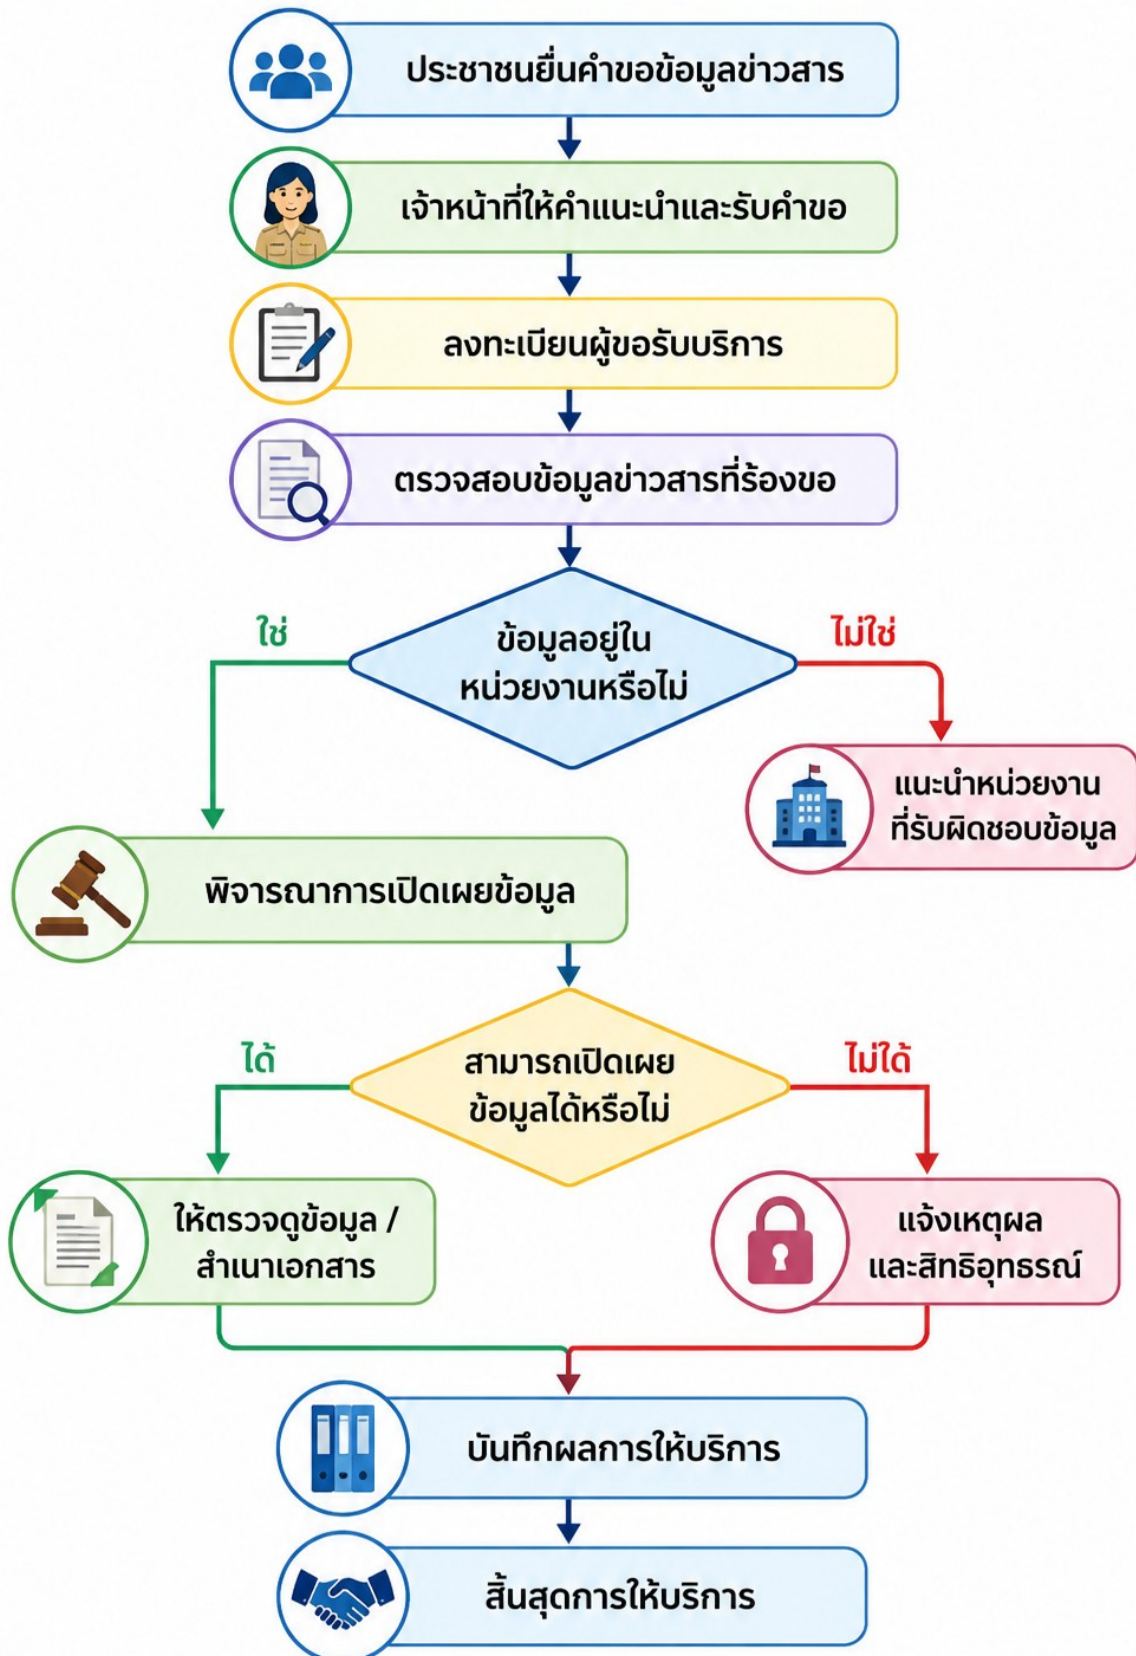 ประชาชนยื่นคำขอข้อมูลข่าวสาร
เจ้าหน้าที่ให้คำแนะนำและรับคำขอ
ลงทะเบียนผู้ขอรับบริการ
ตรวจสอบข้อมูลข่าวสารที่ร้องขอ
ข้อมูลอยู่ใน
หน่วยงานหรือไม่
ใช่
ไม่ใช่
แนะนำหน่วยงาน
ที่รับผิดชอบข้อมูล
พิจารณาการเปิดเผยข้อมูล
สามารถเปิดเผย
ข้อมูลได้หรือไม่
ได้
ไม่ได้
ให้ตรวจดูข้อมูล /
สำเนาเอกสาร
แจ้งเหตุผล
และสิทธิอุทธรณ์
บันทึกผลการให้บริการ
สิ้นสุดการให้บริการ